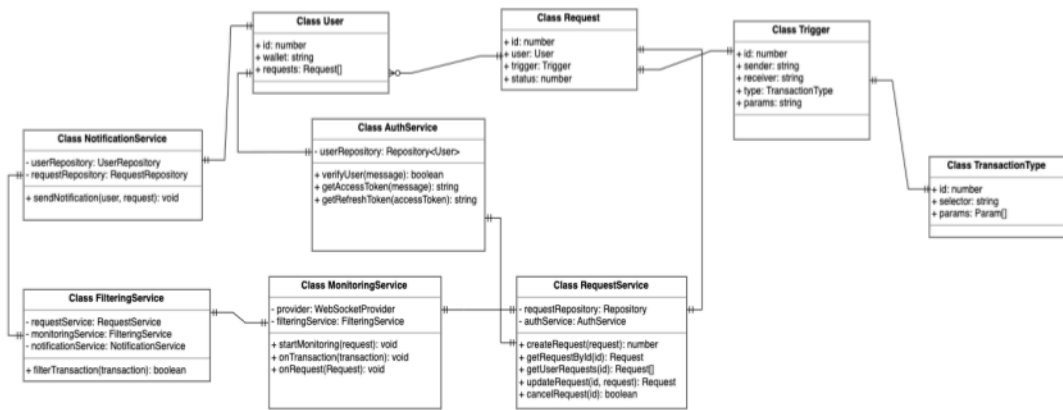 Class User
+ id: number
+ wallet: string
+ requests: Request[]
Class Request
+ id: number
+ user: User
+ trigger: Trigger
+ status: number
Class Trigger
+ id: number
+ sender: string
+ receiver: string
+ type: TransactionType
+ params: string
Class NotificationService
- userRepository: UserRepository
- requestRepository: RequestRepository
+ sendNotification(user, request): void
Class AuthService
- userRepository: Repository<User>
+ verifyUser(message): boolean
+ getAccessToken(message): string
+ getRefreshToken(accessToken): string
Class TransactionType
+ id: number
+ selector: string
+ params: Param[]
Class FilteringService
- requestService: RequestService
- monitoringService: FilteringService
- notificationService: NotificationService
+ filterTransaction(transaction): boolean
Class MonitoringService
- provider: WebSocketProvider
- filteringService: FilteringService
+ startMonitoring(request): void
+ onTransaction(transaction): void
+ onRequest(Request): void
Class RequestService
- requestRepository: Repository
- authService: AuthService
+ createRequest(request): number
+ getRequestById(id): Request
+ getUserRequests(id): Request[]
+ updateRequest(id, request): Request
+ cancelRequest(id): boolean